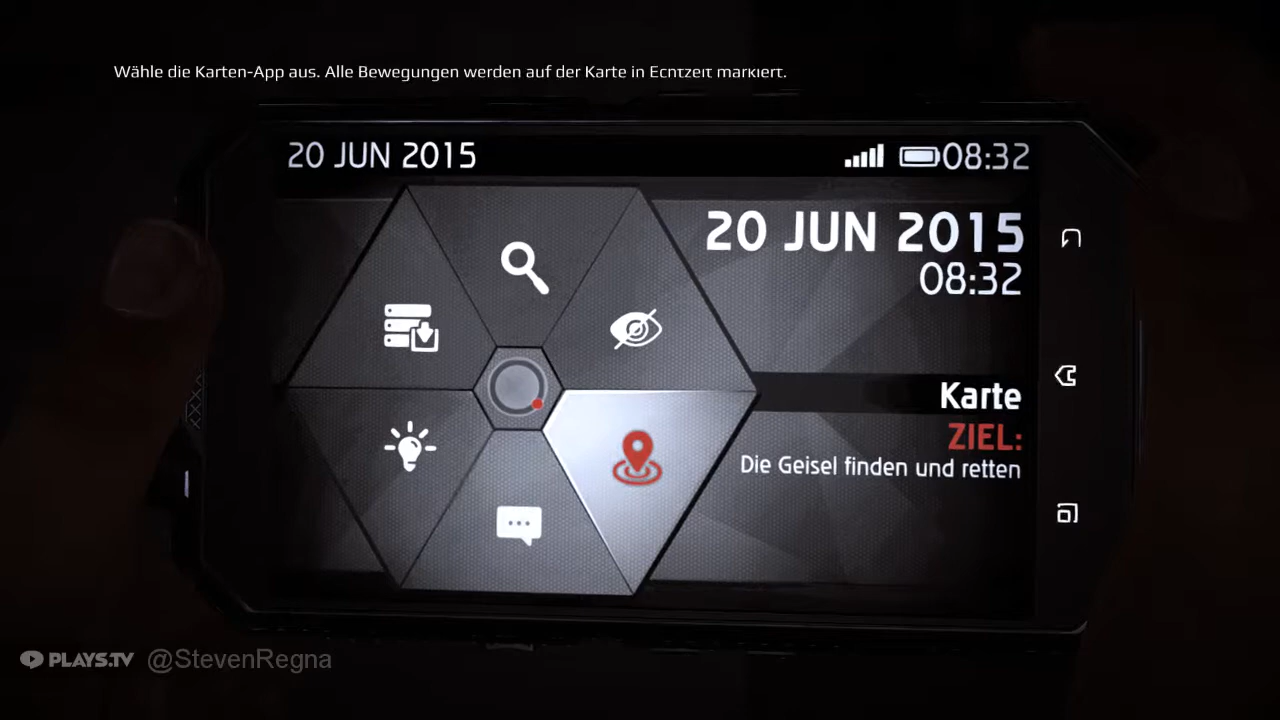 Wähle die Karten-App aus. Alle Bewegungen werden auf der Karte in Echtzeit markiert.
20 JUN 2015 08:32
20 JUN 2015
08:32
Karte
ZIEL:
Die Geisel finden und retten
PLAYS.TV @StevenRegna